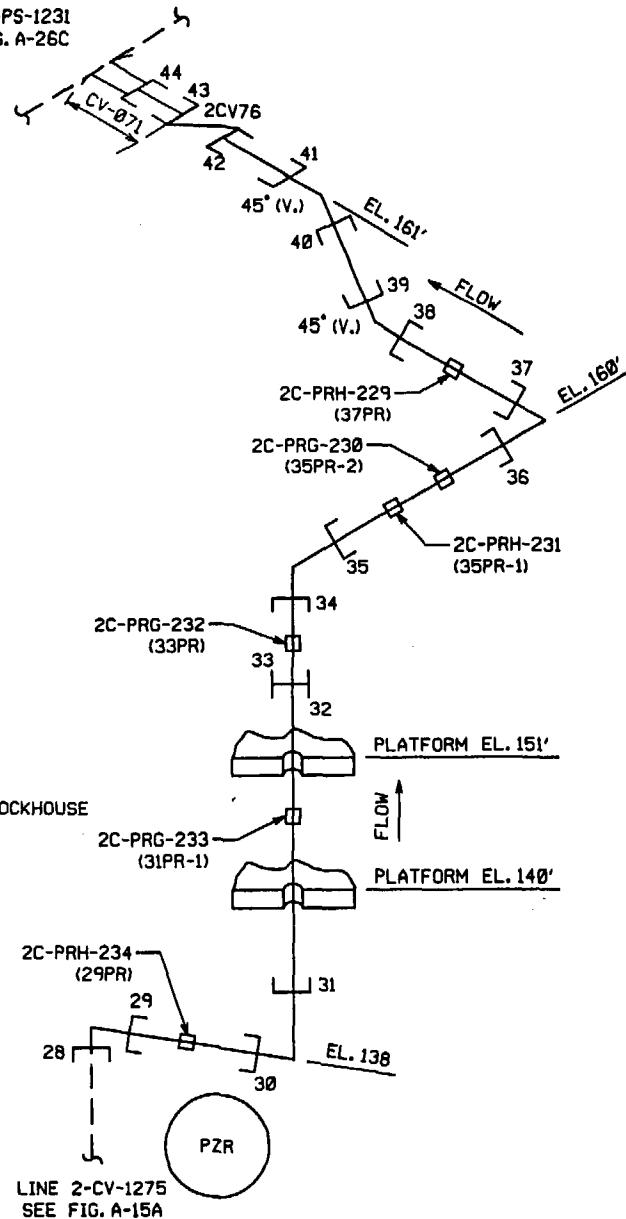 -PS-1231
G. A-26C
44
43
CV-071
2CV76
42
41
45° (V.)
EL. 161'
40
39
FLOW
45° (V.)
38
37
2C-PRH-229
(37PR)
EL. 160'
2C-PRG-230
(35PR-2)
36
2C-PRH-231
(35PR-1)
35
34
2C-PRG-232
(33PR)
33
32
PLATFORM EL. 151'
OCKHOUSE
FLOW
2C-PRG-233
(31PR-1)
PLATFORM EL. 140'
2C-PRH-234
(29PR)
31
29
28
30
EL. 138
PZR
LINE 2-CV-1275
SEE FIG. A-15A